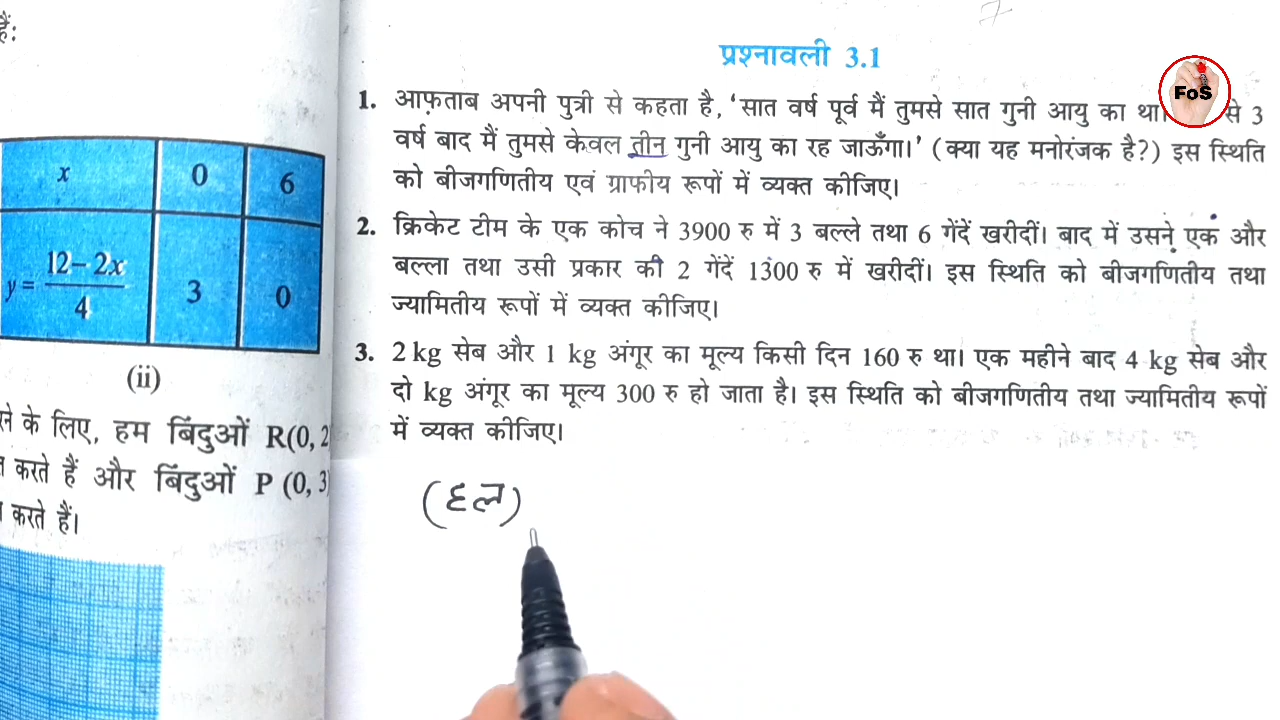 हैं:
x 0 6
y = 12 – 2x / 4 3 0
(ii)
रने के लिए, हम बिंदुओं R(0, 2
करते हैं और बिंदुओं P (0, 3)
करते हैं।
प्रश्नावली 3.1
FoS
1. आफ़ताब अपनी पुत्री से कहता है, ‘सात वर्ष पूर्व मैं तुमसे सात गुनी आयु का था। से 3
वर्ष बाद मैं तुमसे केवल तीन गुनी आयु का रह जाऊँगा।’ (क्या यह मनोरंजक है?) इस स्थिति
को बीजगणितीय एवं ग्राफीय रूपों में व्यक्त कीजिए।
2. क्रिकेट टीम के एक कोच ने 3900 रु में 3 बल्ले तथा 6 गेंदें खरीदीं। बाद में उसने एक और
बल्ला तथा उसी प्रकार की 2 गेंदें 1300 रु में खरीदीं। इस स्थिति को बीजगणितीय तथा
ज्यामितीय रूपों में व्यक्त कीजिए।
3. 2 kg सेब और 1 kg अंगूर का मूल्य किसी दिन 160 रु था। एक महीने बाद 4 kg सेब और
दो kg अंगूर का मूल्य 300 रु हो जाता है। इस स्थिति को बीजगणितीय तथा ज्यामितीय रूपों
में व्यक्त कीजिए।
(हल)